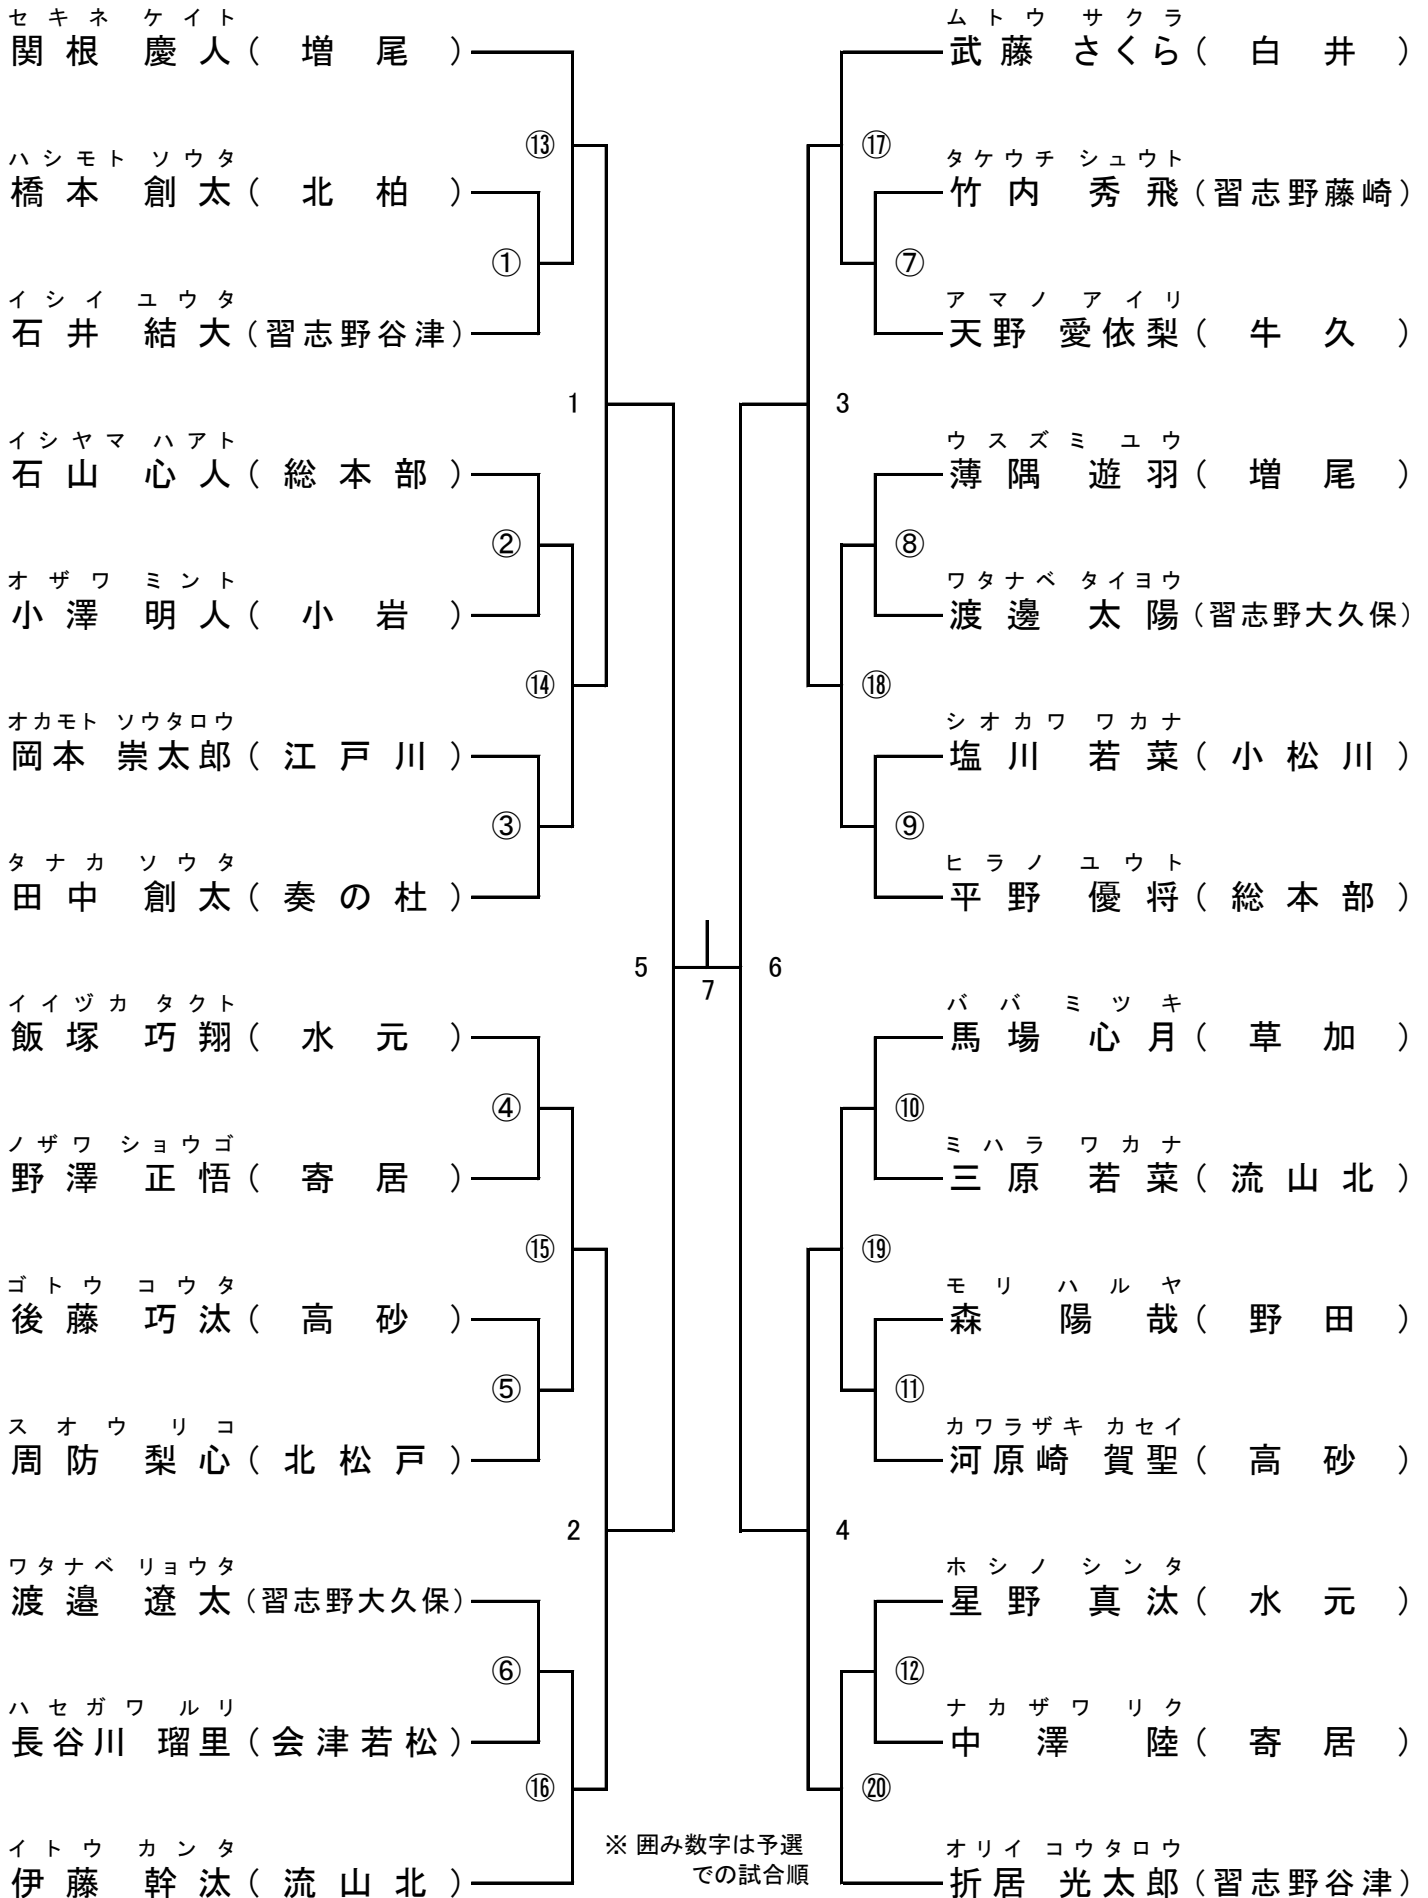 セキネ ケイト
関根 慶人(増尾)
⑬
ハシモト ソウタ
橋本 創太(北柏)
①
イシイ ユウタ
石井 結大(習志野谷津)
1
イシヤマ ハアト
石山 心人(総本部)
②
オザワ ミント
小澤 明人(小岩)
⑭
オカモト ソウタロウ
岡本 崇太郎(江戸川)
③
タナカ ソウタ
田中 創太(奏の杜)
5
イイヅカ タクト
飯塚 巧翔(水元)
④
ノザワ ショウゴ
野澤 正悟(寄居)
⑮
ゴトウ コウタ
後藤 巧汰(高砂)
⑤
スオウ リコ
周防 梨心(北松戸)
2
ワタナベ リョウタ
渡邉 遼太(習志野大久保)
⑥
ハセガワ ルリ
長谷川 瑠里(会津若松)
⑯
イトウ カンタ
伊藤 幹汰(流山北)
7
ムトウ サクラ
武藤 さくら(白井)
⑰
タケウチ シュウト
竹内 秀飛(習志野藤崎)
⑦
アマノ アイリ
天野 愛依梨(牛久)
3
ウスズミ ユウ
薄隅 遊羽(増尾)
⑧
ワタナベ タイヨウ
渡邊 太陽(習志野大久保)
⑱
シオカワ ワカナ
塩川 若菜(小松川)
⑨
ヒラノ ユウト
平野 優将(総本部)
6
ババ ミツキ
馬場 心月(草加)
⑩
ミハラ ワカナ
三原 若菜(流山北)
⑲
モリ ハルヤ
森 陽哉(野田)
⑪
カワラザキ カセイ
河原崎 賀聖(高砂)
4
ホシノ シンタ
星野 真汰(水元)
⑫
ナカザワ リク
中澤 陸(寄居)
⑳
オリイ コウタロウ
折居 光太郎(習志野谷津)
※ 囲み数字は予選
での試合順